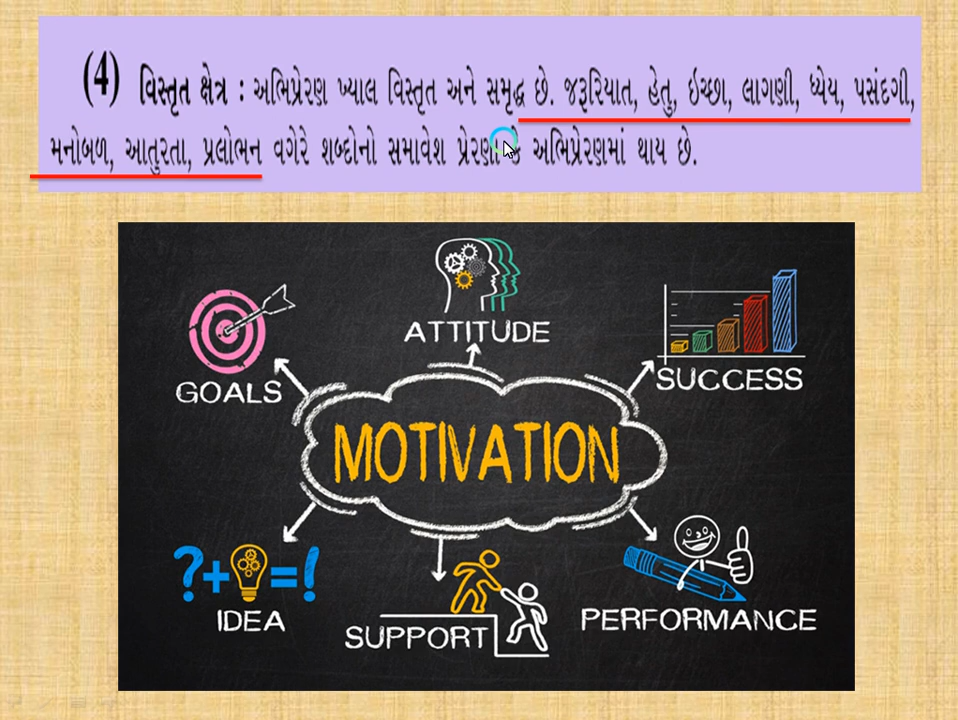 (4) વિસ્તૃત ક્ષેત્ર : અભિપ્રેરણ ખ્યાલ વિસ્તૃત અને સમૃદ્ધ છે. જરૂરિયાત, હેતુ, ઇચ્છા, લાગણી, ધ્યેય, પસંદગી,
મનોબળ, આતુરતા, પ્રલોભન વગેરે શબ્દોનો સમાવેશ અભિપ્રેરણમાં થાય છે.
ATTITUDE
GOALS
SUCCESS
MOTIVATION
?+=!
IDEA
SUPPORT
PERFORMANCE